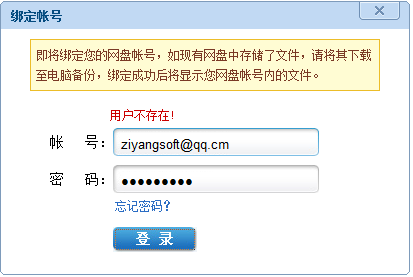 绑定帐号
即将绑定您的网盘帐号，如现有网盘中存储了文件，请将其下载
至电脑备份，绑定成功后将显示您网盘帐号内的文件。
用户不存在!
帐 号： ziyangsoft@qq.cm
密 码： ●●●●●●●●●
忘记密码?
登 录